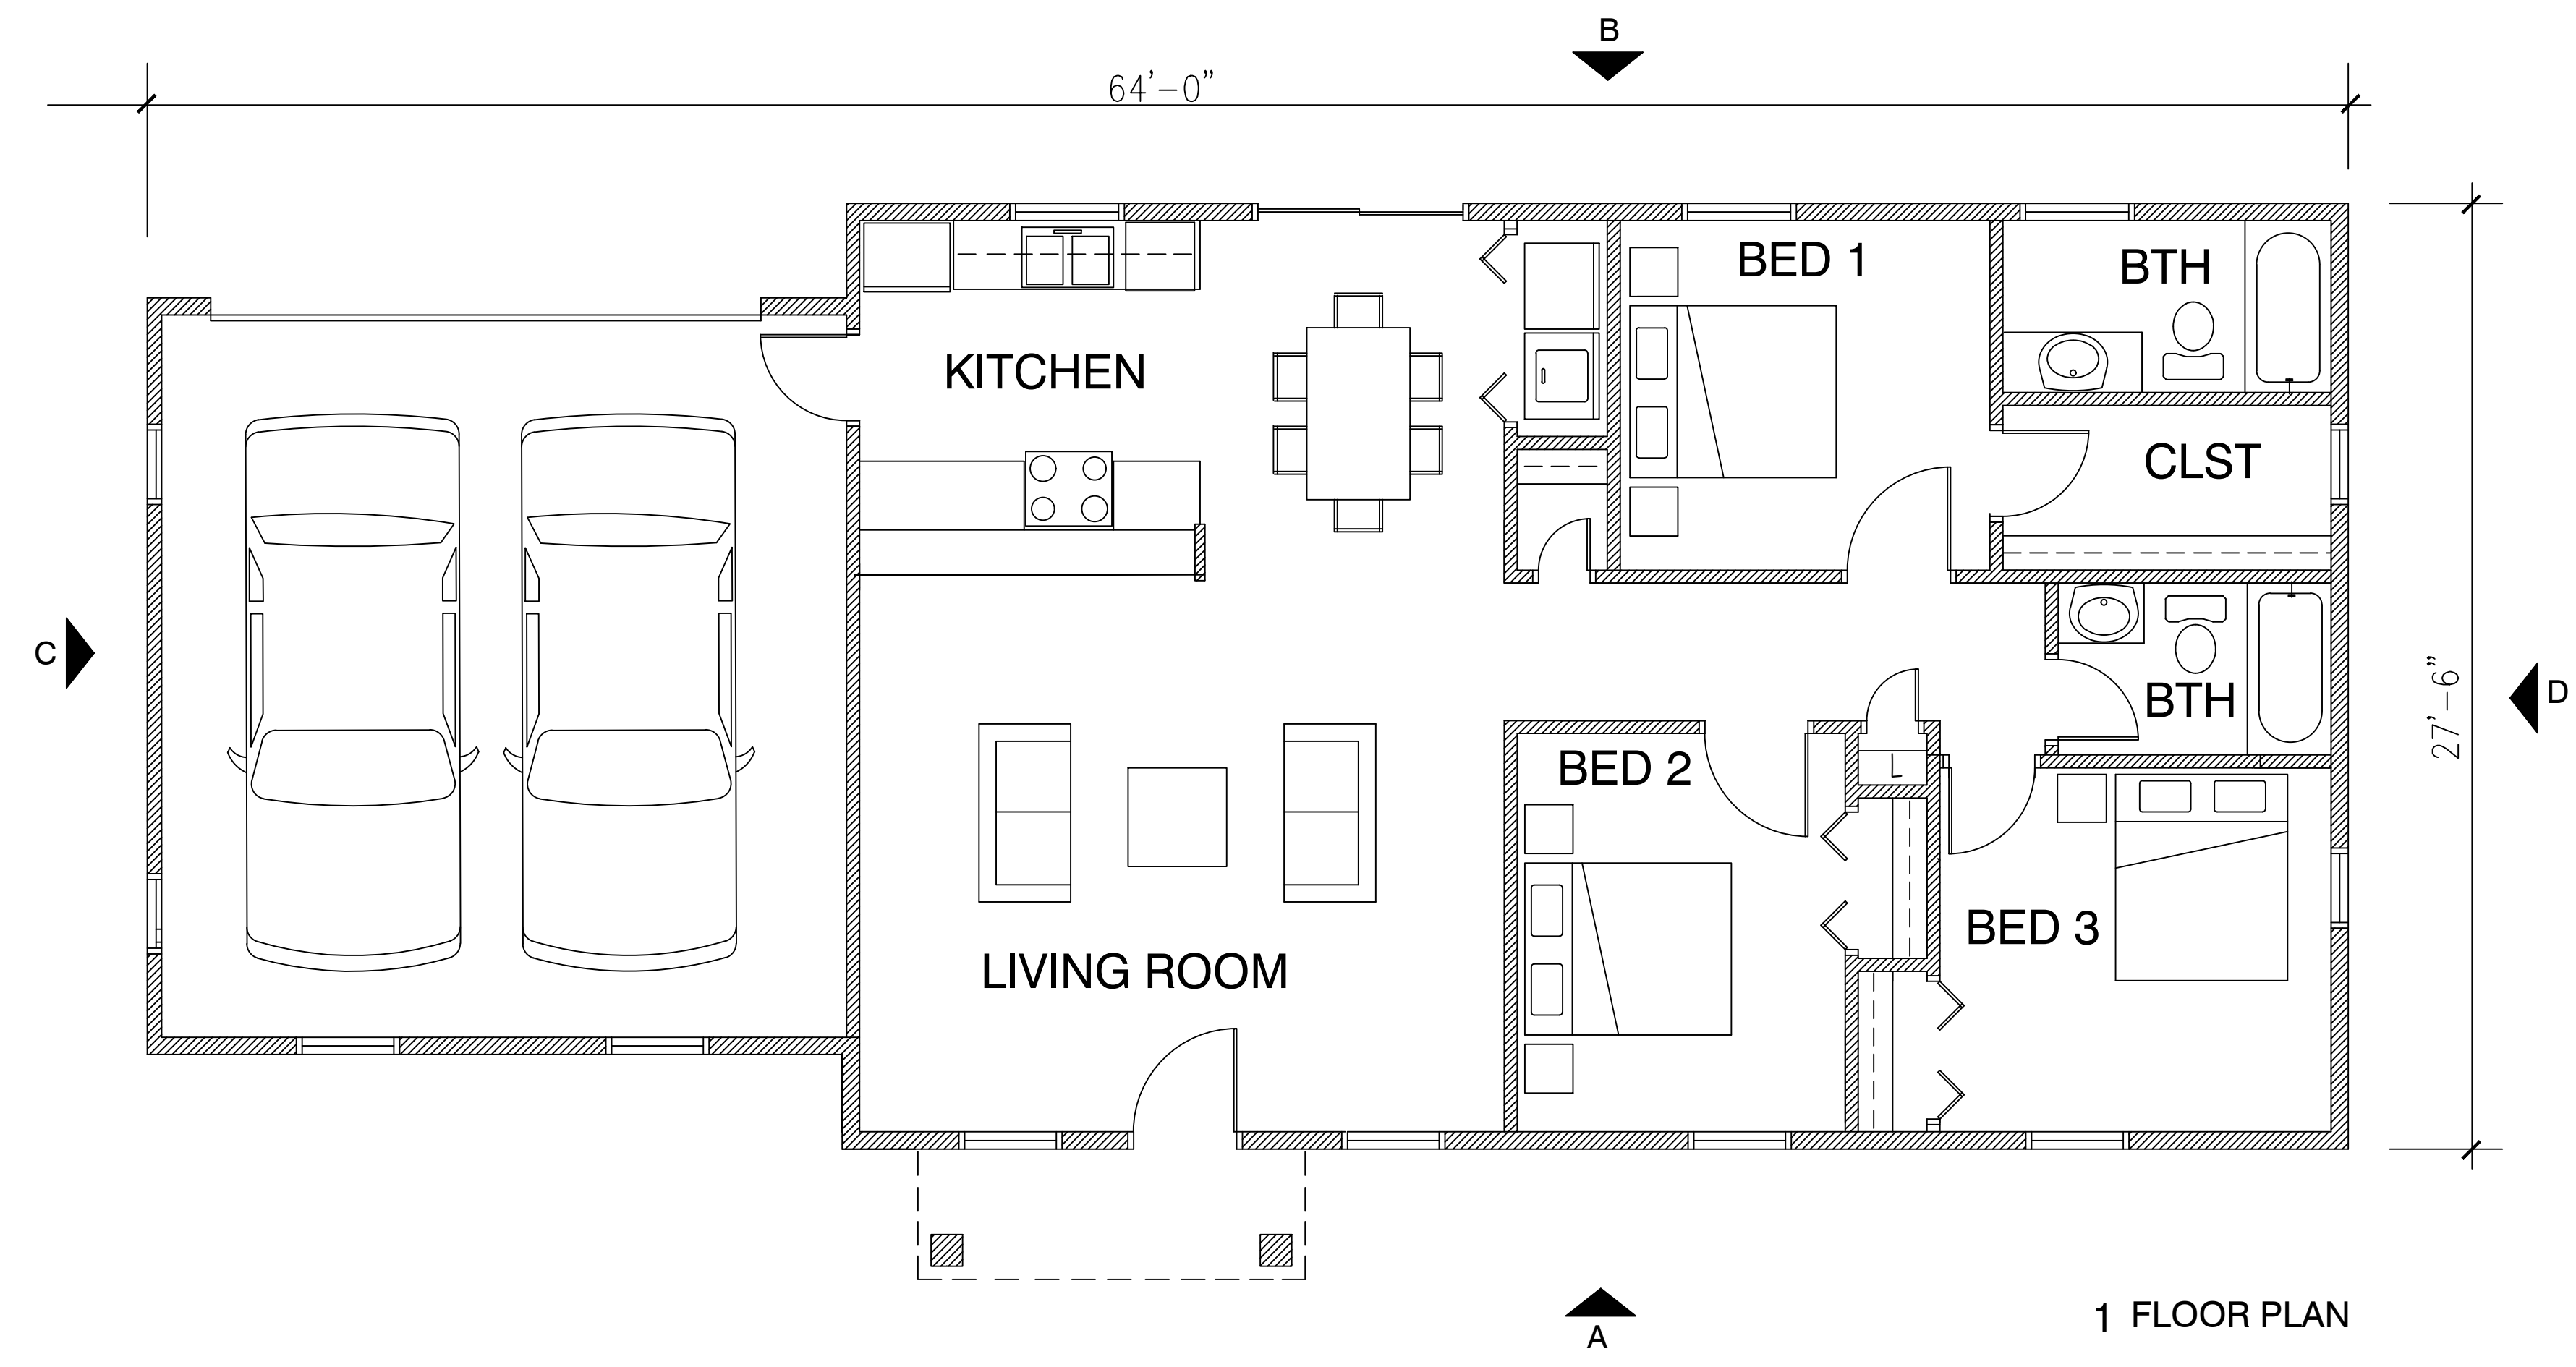 B
64'-0"
BED 1
BTH
KITCHEN
CLST
C
27'-6"
D
BTH
BED 2
L
BED 3
LIVING ROOM
A
1 FLOOR PLAN